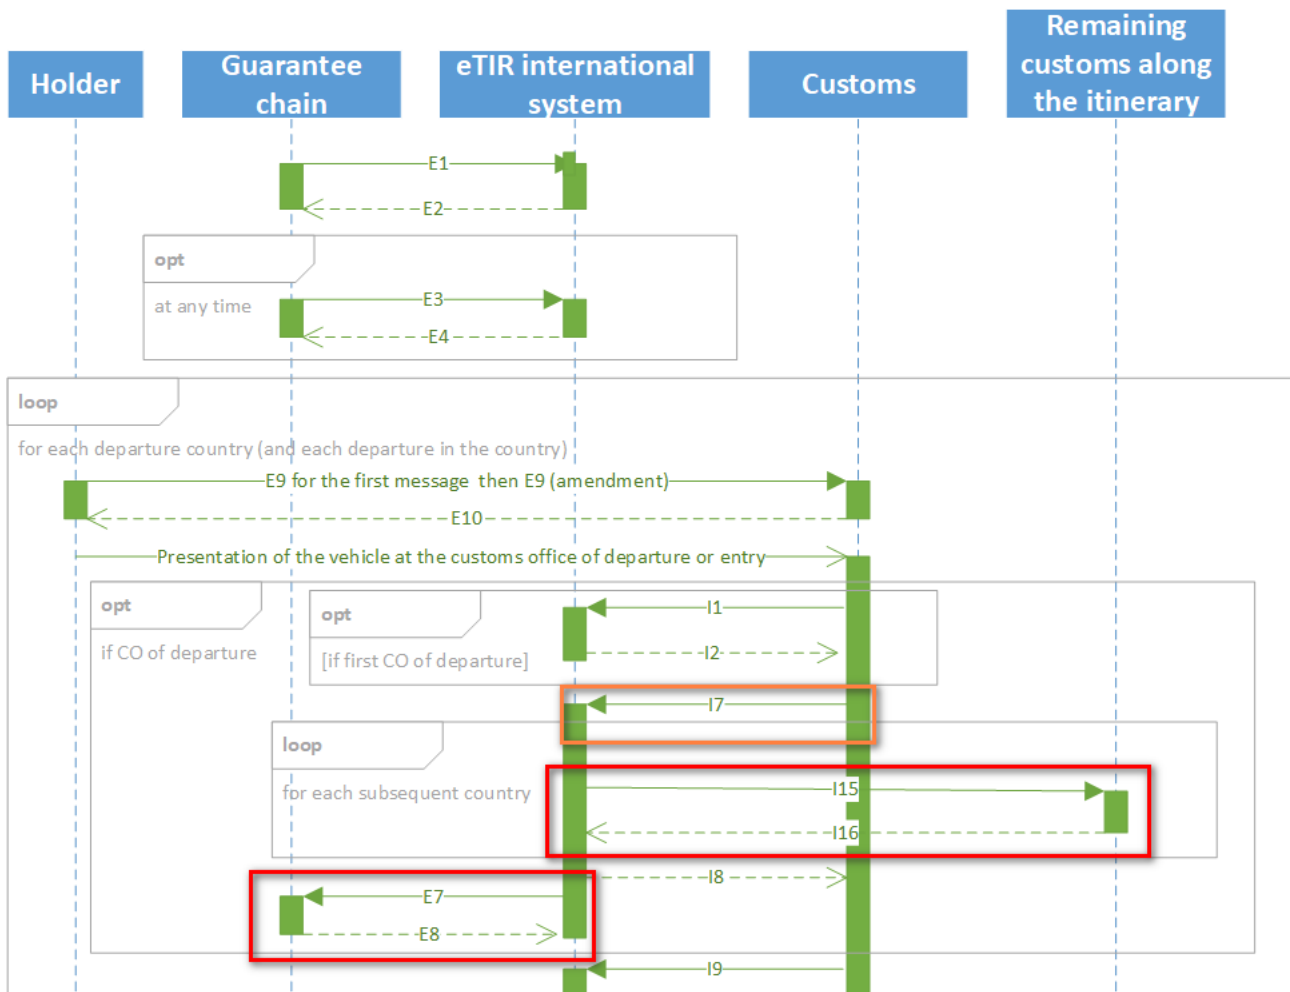 Holder
Guarantee
chain
eTIR international
system
Customs
Remaining
customs along
the itinerary
E1
E2
opt
at any time
E3
E4
loop
for each departure country (and each departure in the country)
E9 for the first message then E9 (amendment)
E10
Presentation of the vehicle at the customs office of departure or entry
opt
if CO of departure
opt
[if first CO of departure]
I1
I2
I7
loop
for each subsequent country
I15
I16
I8
E7
E8
I9